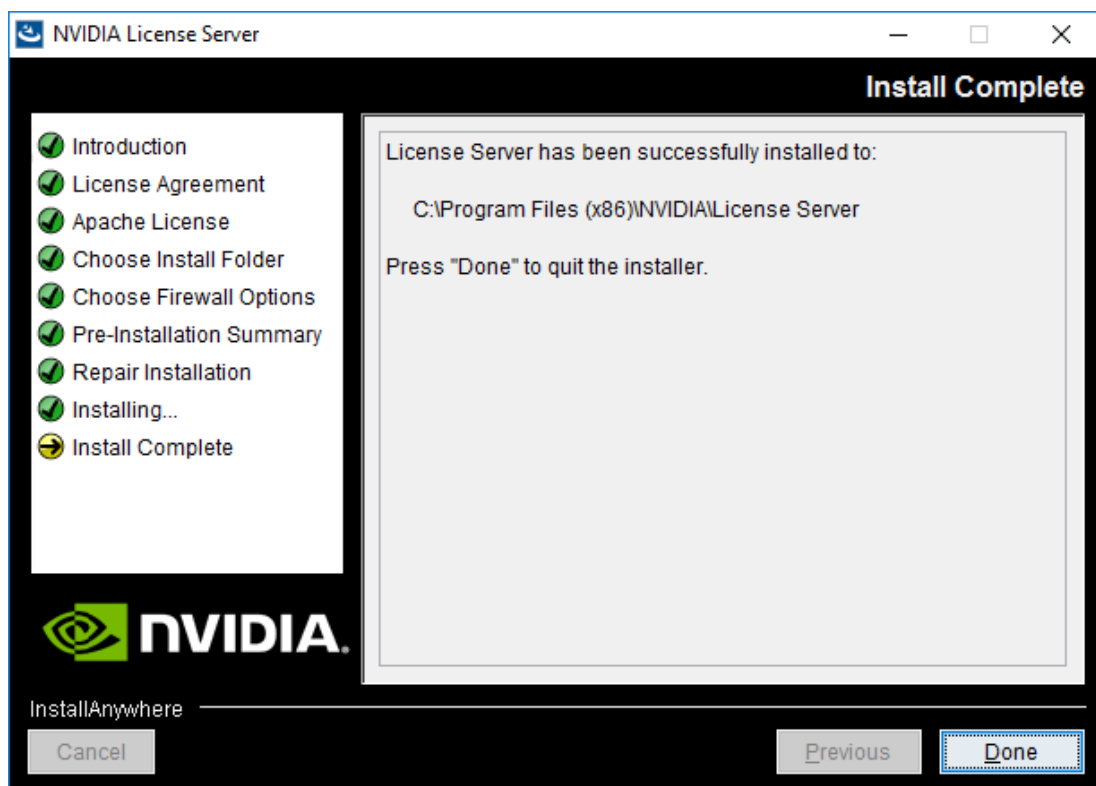 NVIDIA License Server
Install Complete
Introduction
License Agreement
Apache License
Choose Install Folder
Choose Firewall Options
Pre-Installation Summary
Repair Installation
Installing...
Install Complete
License Server has been successfully installed to:
C:\Program Files (x86)\NVIDIA\License Server
Press "Done" to quit the installer.
NVIDIA.
InstallAnywhere
Cancel
Previous
Done